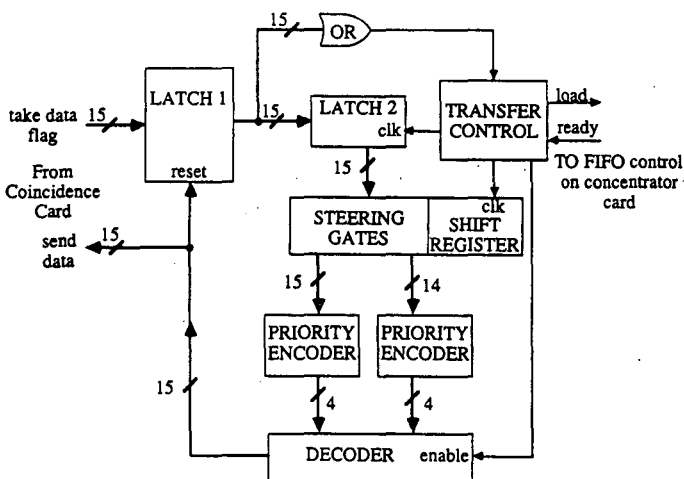 15
OR
LATCH 1
take data
flag
15
15
LATCH 2
clk
TRANSFER
CONTROL
load
ready
TO FIFO control
on concentrator
card
From
Coincidence
Card
reset
15
send
data
15
STEERING
GATES
clk
SHIFT
REGISTER
15
14
PRIORITY
ENCODER
PRIORITY
ENCODER
15
4
4
DECODER
enable